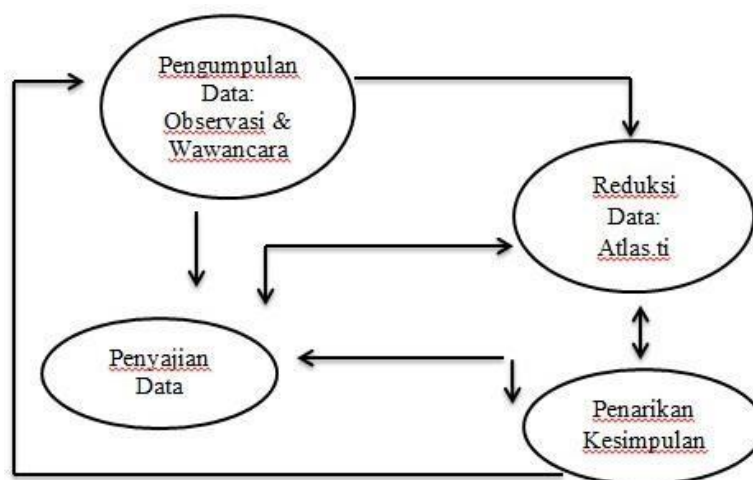 Pengumpulan
Data:
Observasi &
Wawancara
Reduksi
Data:
Atlas.ti
Penyajian
Data
Penarikan
Kesimpulan